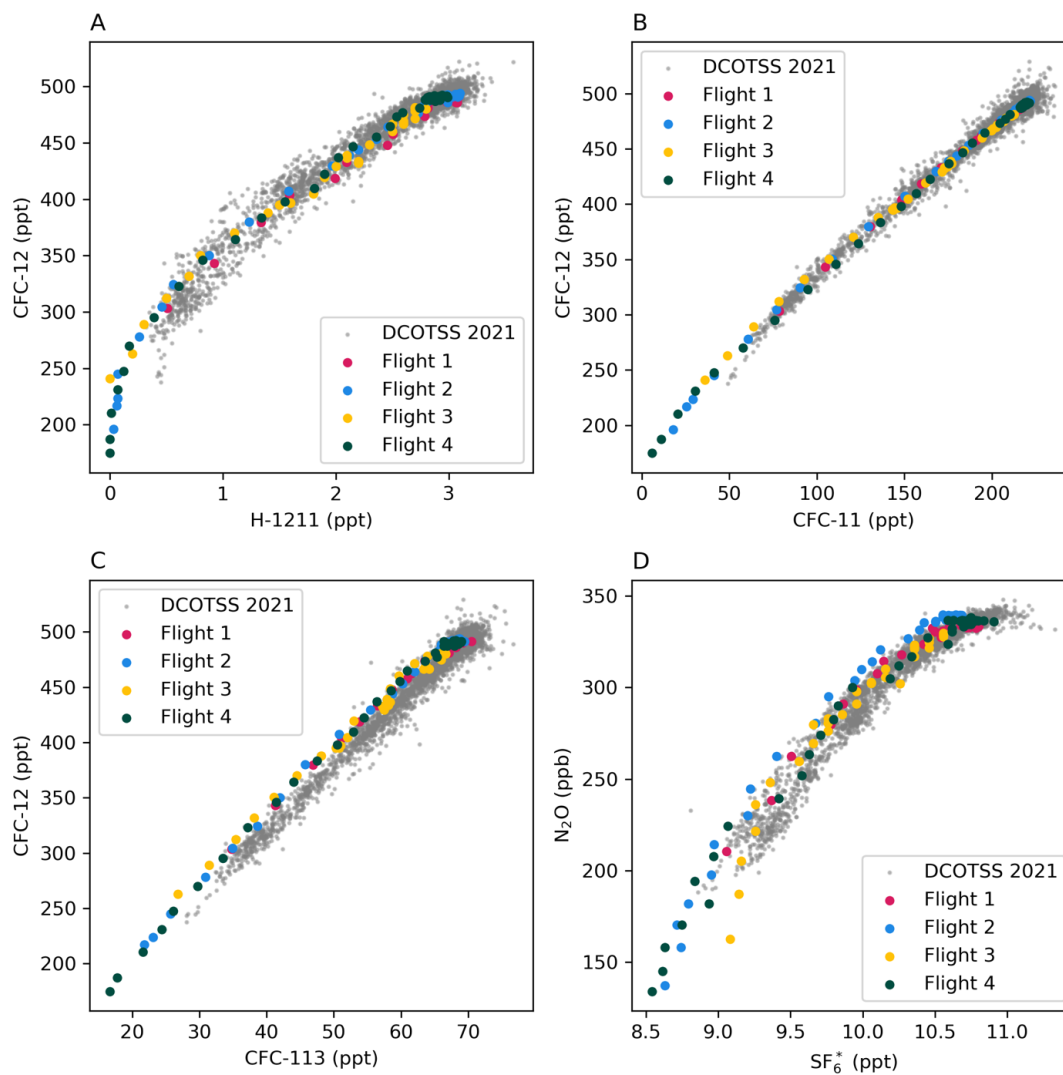 A
500
450
400
350
300
250
200
CFC-12 (ppt)
0
1
2
3
H-1211 (ppt)
DCOTSS 2021
Flight 1
Flight 2
Flight 3
Flight 4
B
500
450
400
350
300
250
200
CFC-12 (ppt)
0
50
100
150
200
CFC-11 (ppt)
DCOTSS 2021
Flight 1
Flight 2
Flight 3
Flight 4
C
500
450
400
350
300
250
200
CFC-12 (ppt)
20
30
40
50
60
70
CFC-113 (ppt)
DCOTSS 2021
Flight 1
Flight 2
Flight 3
Flight 4
D
350
300
250
200
150
N₂O (ppb)
8.5
9.0
9.5
10.0
10.5
11.0
SF₆* (ppt)
DCOTSS 2021
Flight 1
Flight 2
Flight 3
Flight 4